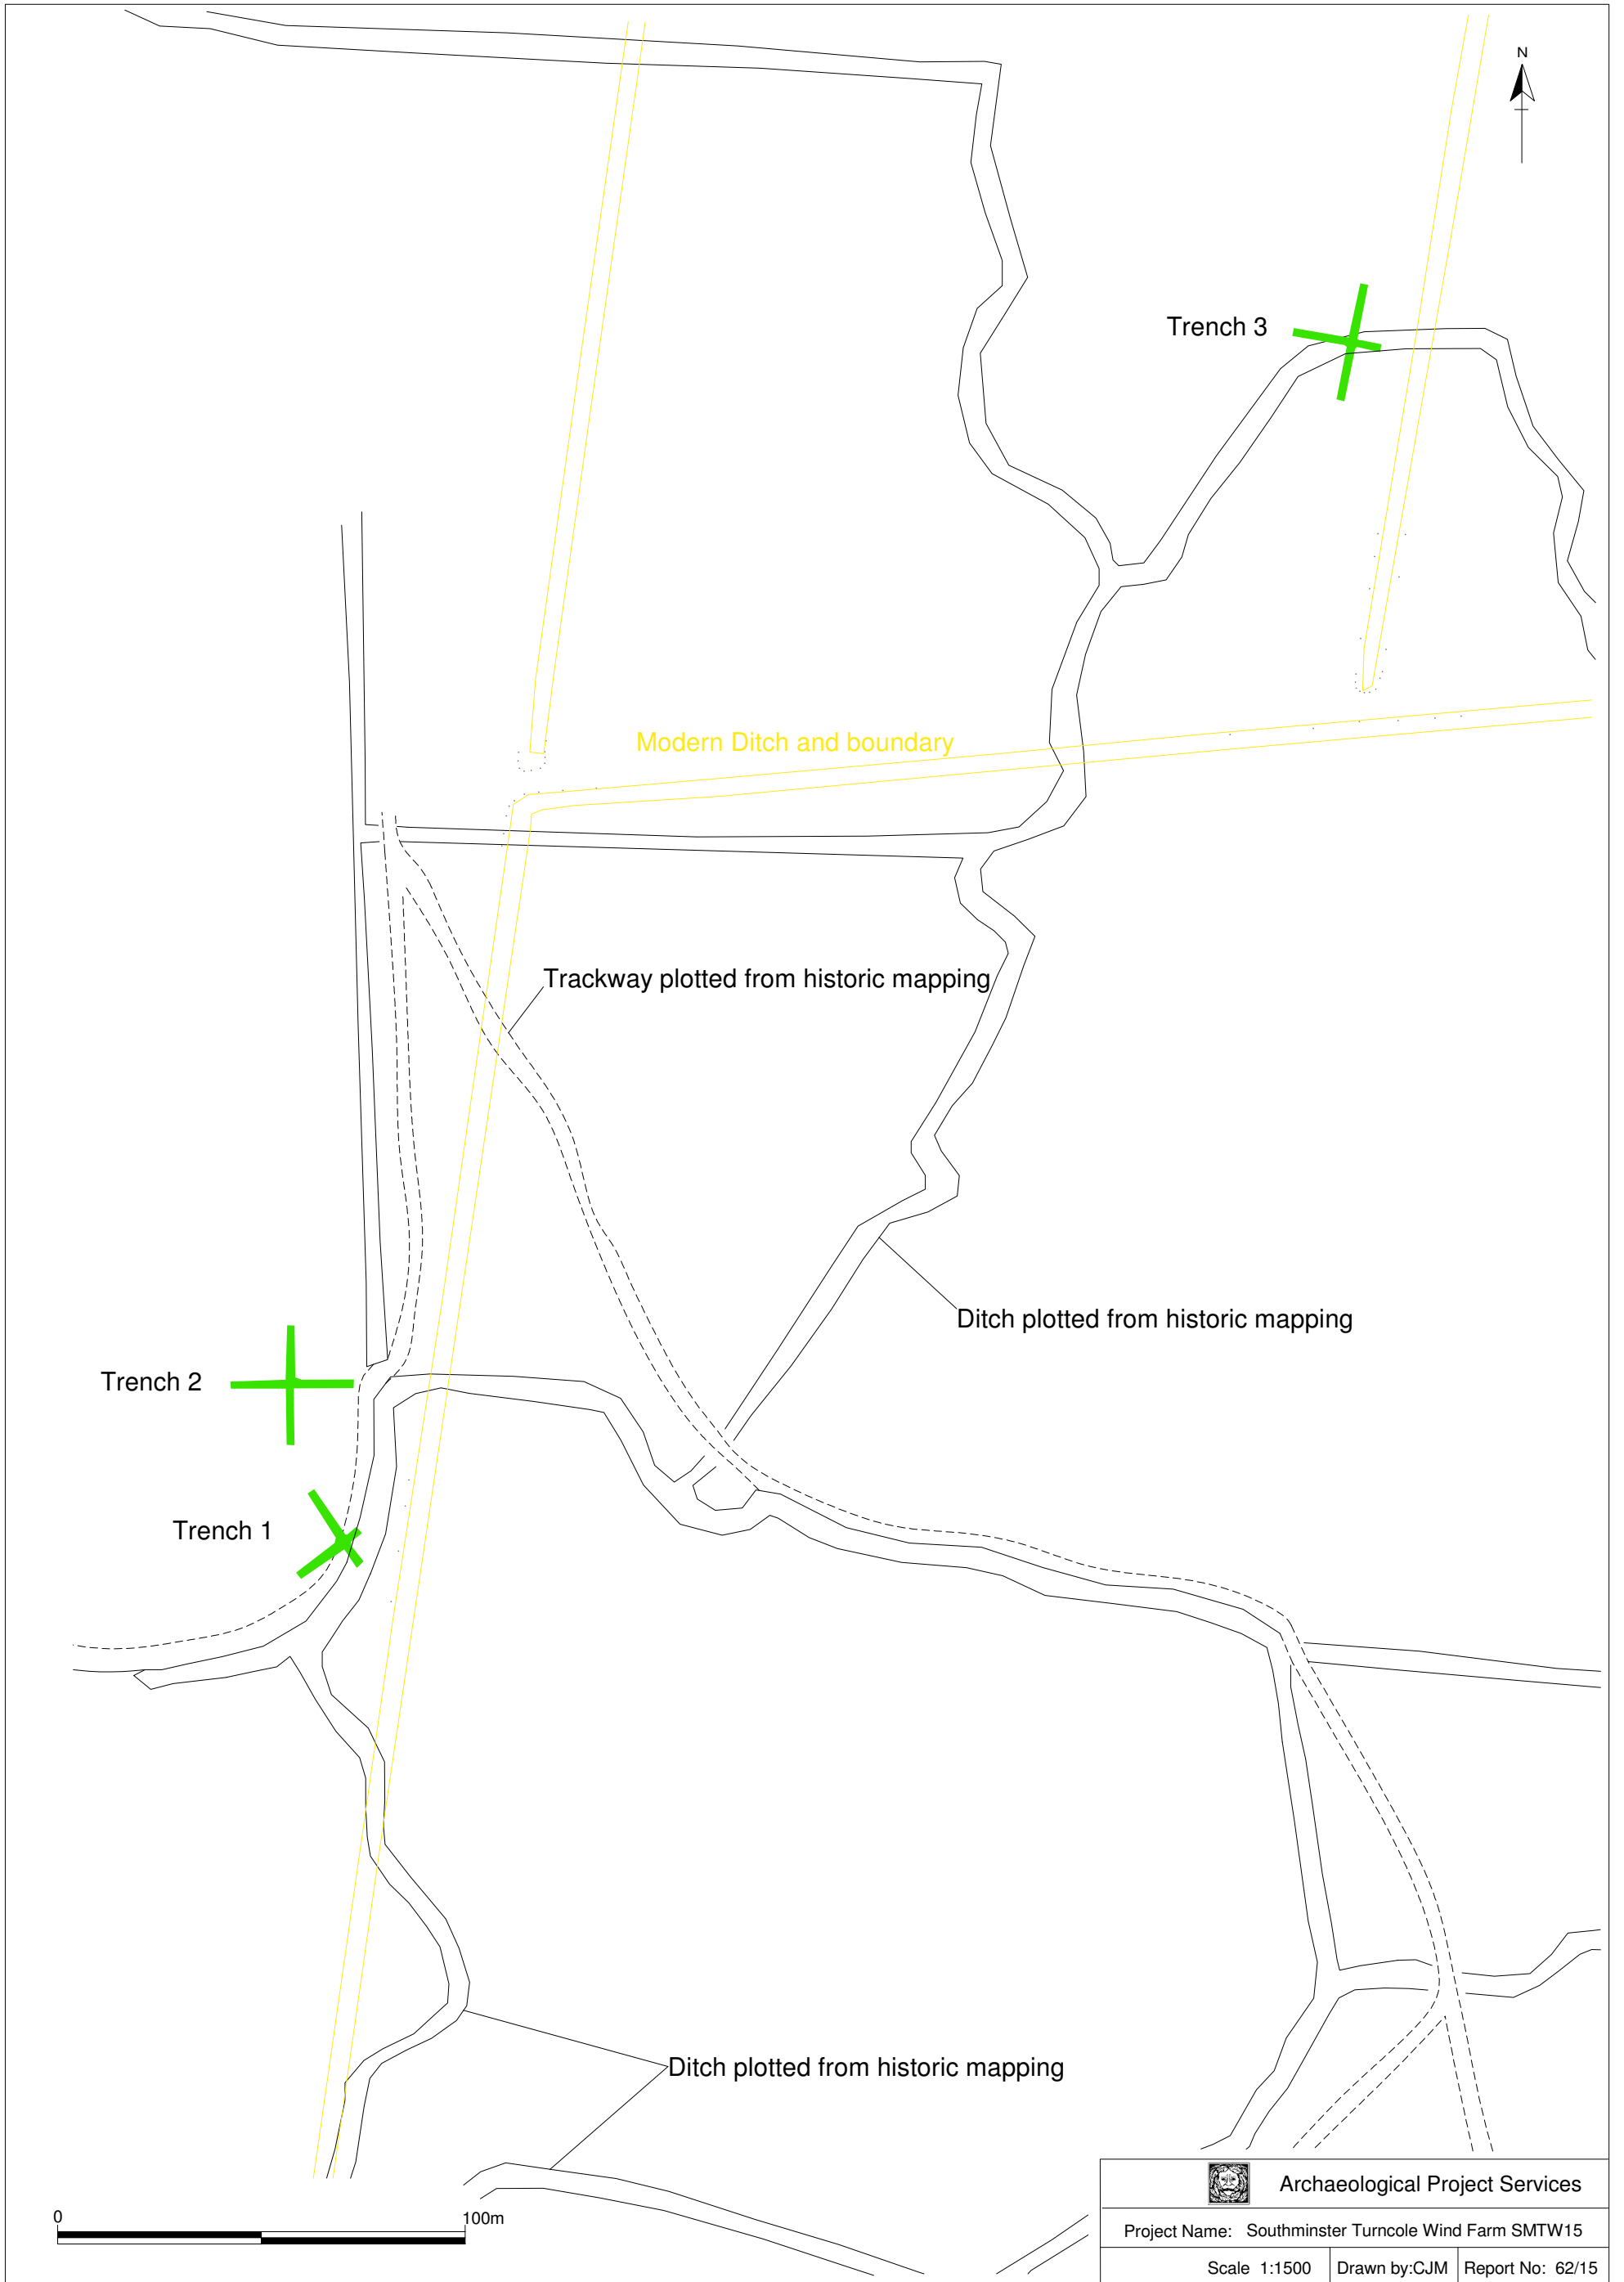 N
Trench 3
Modern Ditch and boundary
Trackway plotted from historic mapping
Ditch plotted from historic mapping
Trench 2
Trench 1
Ditch plotted from historic mapping
0
100m
Archaeological Project Services
Project Name: Southminster Turncole Wind Farm SMTW15
Scale 1:1500
Drawn by:CJM
Report No: 62/15